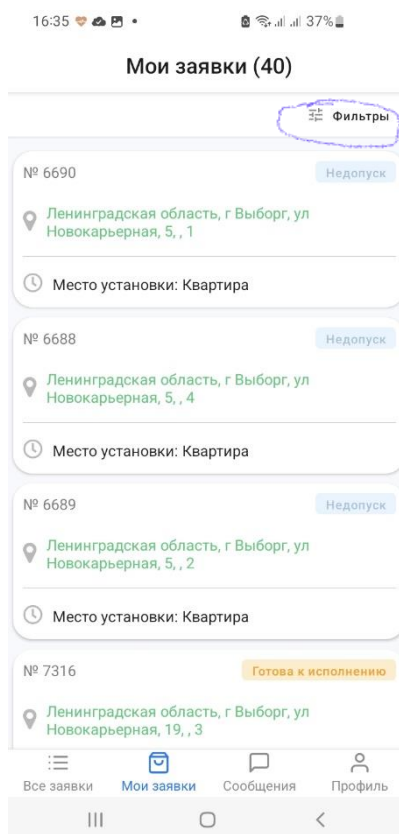 16:35
37%
Мои заявки (40)
Фильтры
№ 6690
Недопуск
Ленинградская область, г Выборг, ул
Новокарьерная, 5, , 1
Место установки: Квартира
№ 6688
Недопуск
Ленинградская область, г Выборг, ул
Новокарьерная, 5, , 4
Место установки: Квартира
№ 6689
Недопуск
Ленинградская область, г Выборг, ул
Новокарьерная, 5, , 2
Место установки: Квартира
№ 7316
Готова к исполнению
Ленинградская область, г Выборг, ул
Новокарьерная, 19, , 3
Все заявки
Мои заявки
Сообщения
Профиль